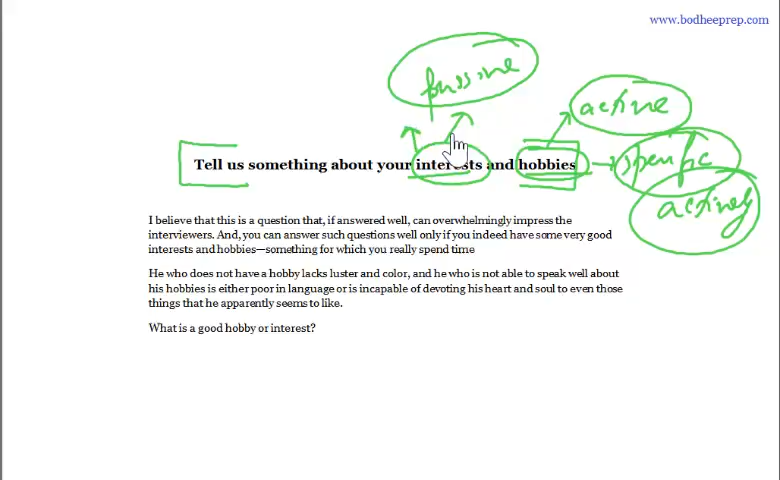 www.bodheeprep.com
passive
active
Tell us something about your interests and hobbies
specific
actively
I believe that this is a question that, if answered well, can overwhelmingly impress the
interviewers. And, you can answer such questions well only if you indeed have some very good
interests and hobbies—something for which you really spend time
He who does not have a hobby lacks luster and color, and he who is not able to speak well about
his hobbies is either poor in language or is incapable of devoting his heart and soul to even those
things that he apparently seems to like.
What is a good hobby or interest?